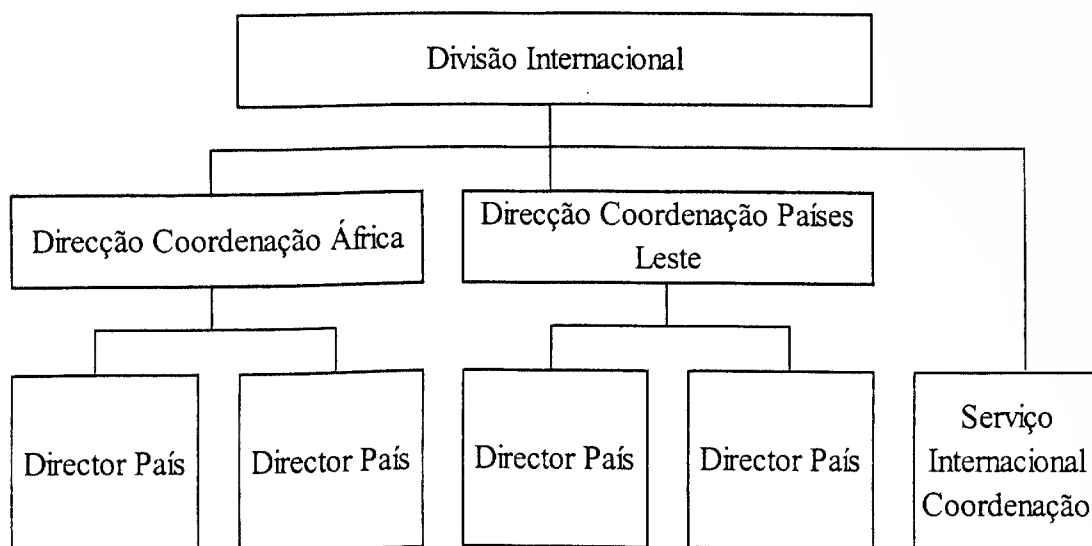 Divisão Internacional
Direcção Coordenação África
Direcção Coordenação Países
Leste
Director País
Director País
Director País
Director País
Serviço
Internacional
Coordenação